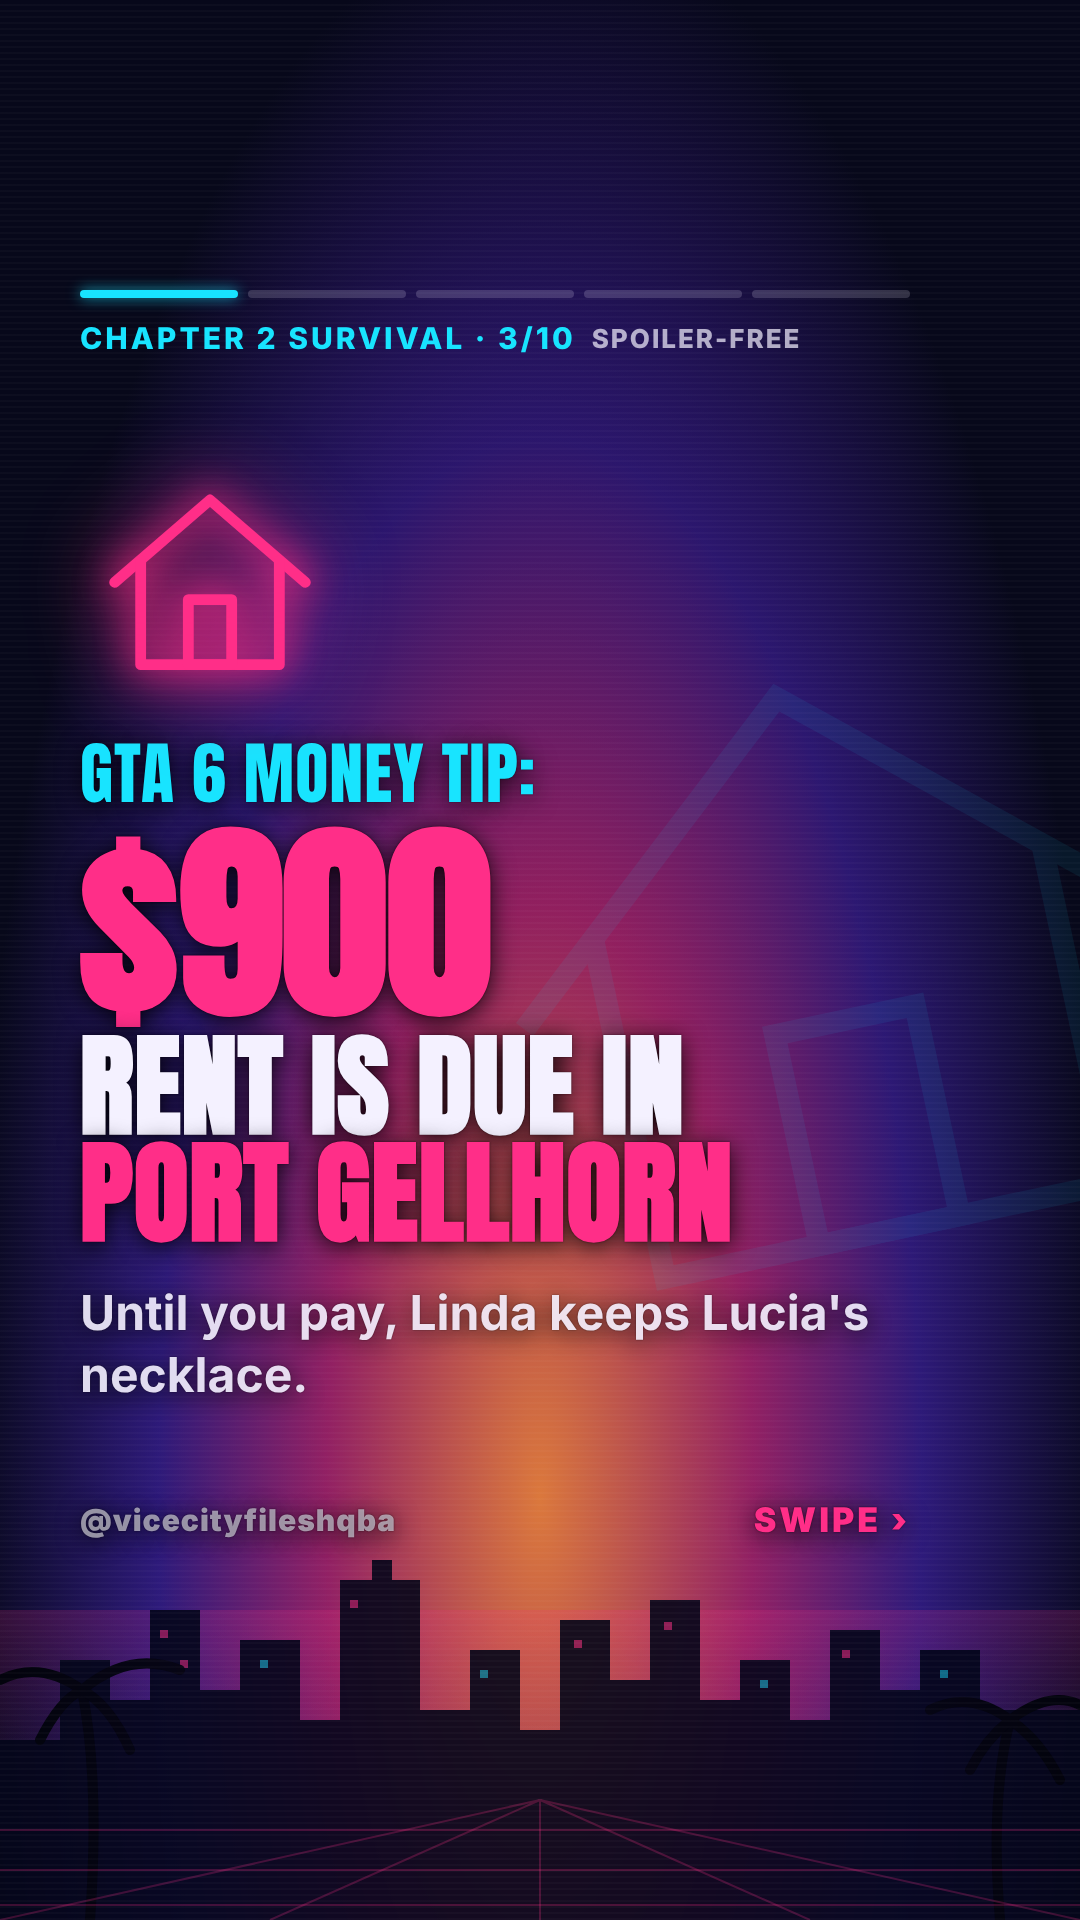 CHAPTER 2 SURVIVAL · 3/10 SPOILER-FREE
GTA 6 MONEY TIP:
$900
RENT IS DUE IN
PORT GELLHORN
Until you pay, Linda keeps Lucia's
necklace.
@vicecityfileshqba
SWIPE ›